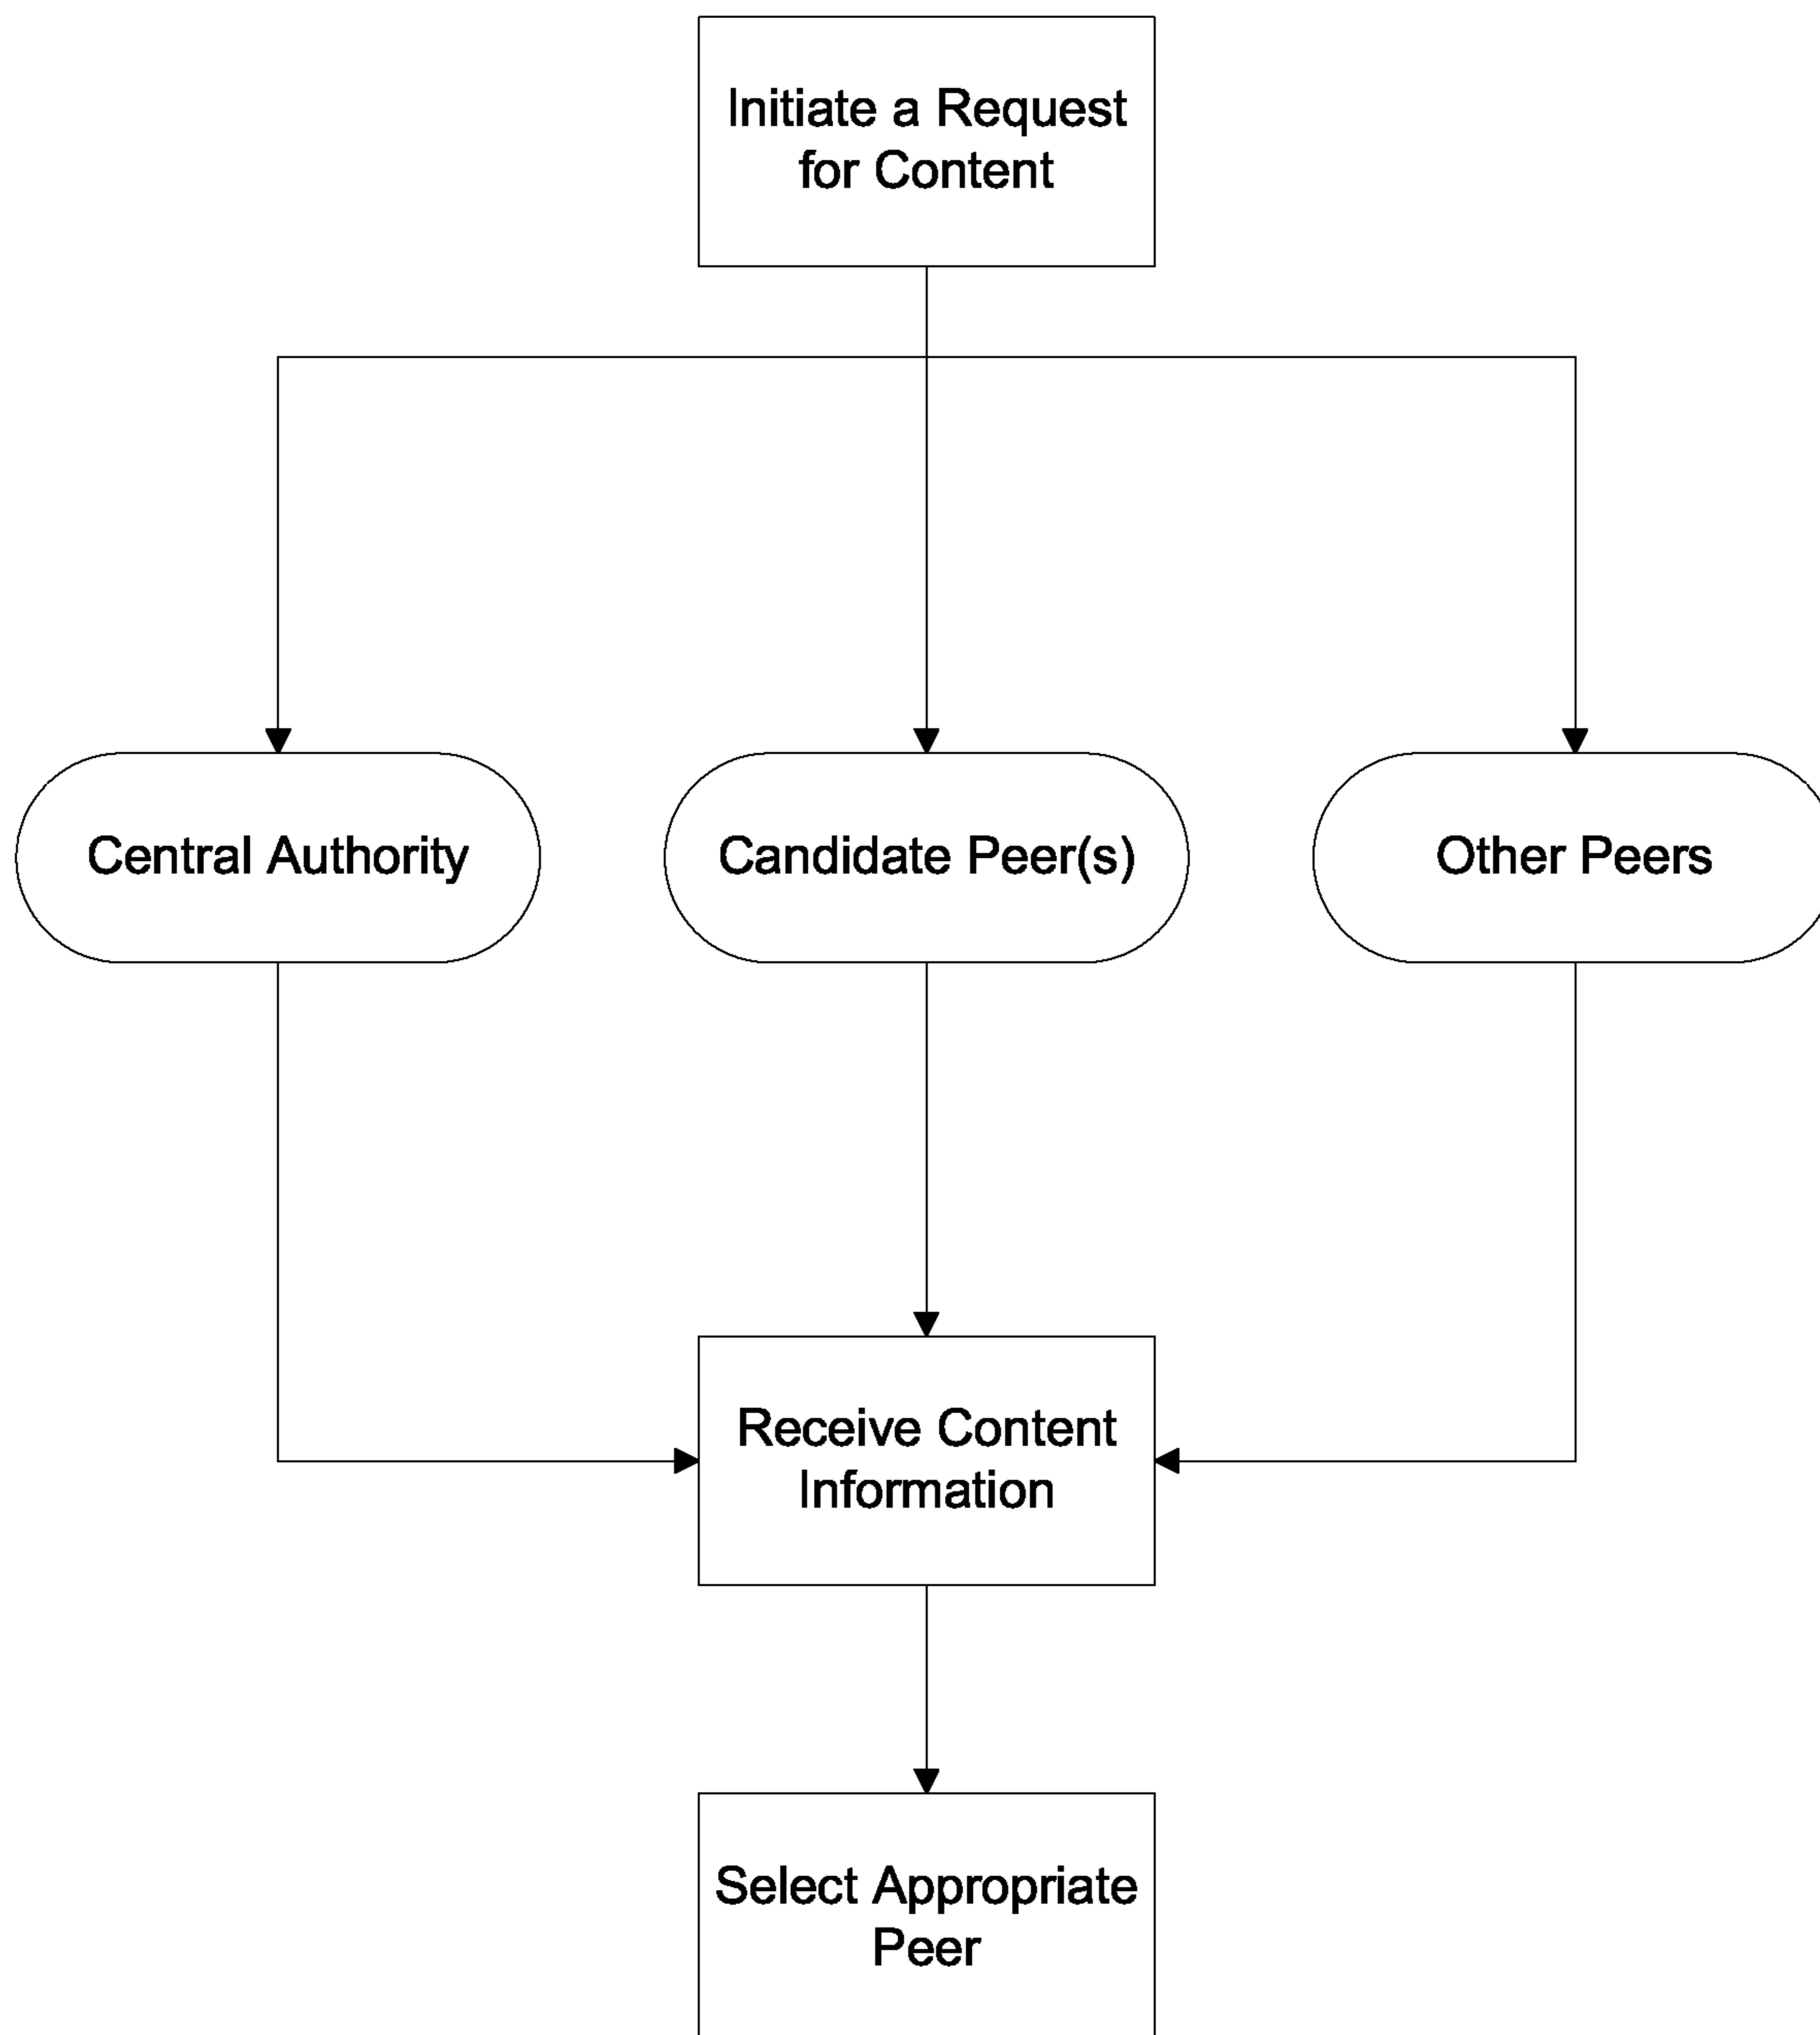 Initiate a Request
for Content
Central Authority
Candidate Peer(s)
Other Peers
Receive Content
Information
Select Appropriate
Peer